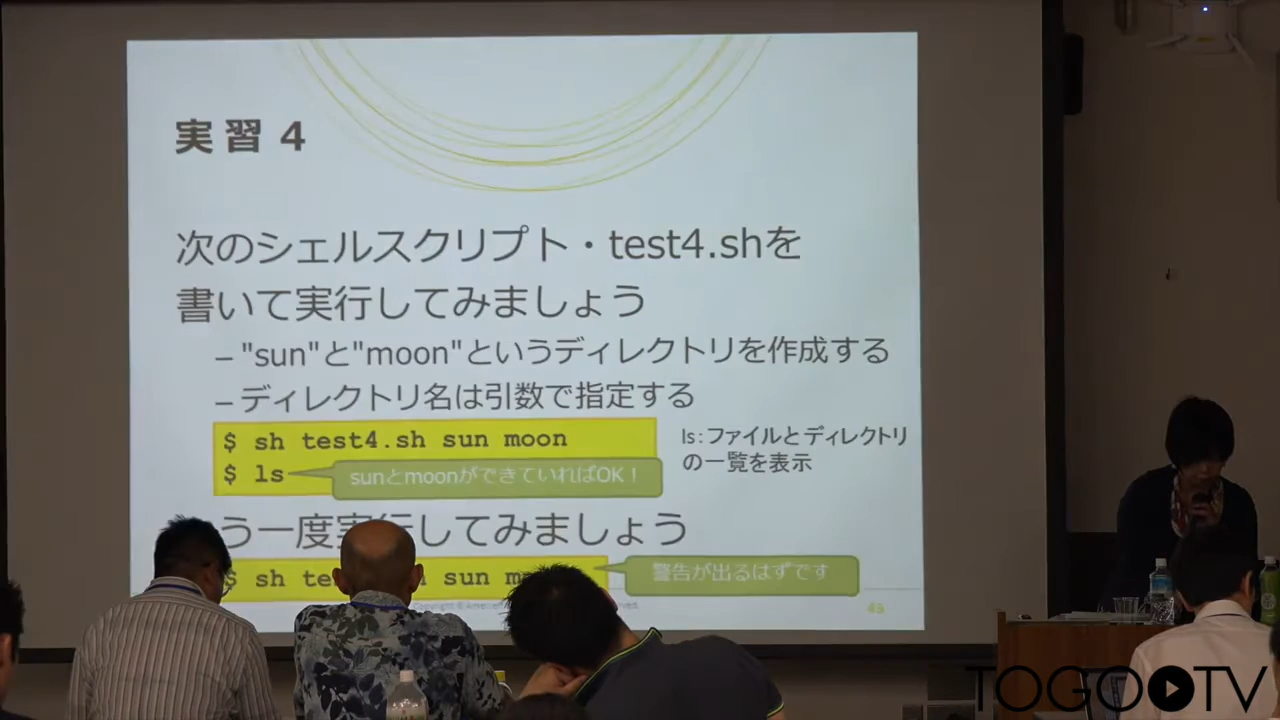 実習 4
次のシェルスクリプト・test4.shを
書いて実行してみましょう
– "sun"と"moon"というディレクトリを作成する
– ディレクトリ名は引数で指定する
$ sh test4.sh sun moon
$ ls
sunとmoonができていればOK！
ls：ファイルとディレクトリ
の一覧を表示
う一度実行してみましょう
$ sh te sun m
警告が出るはずです
Copyright ©
43
TOGOTV